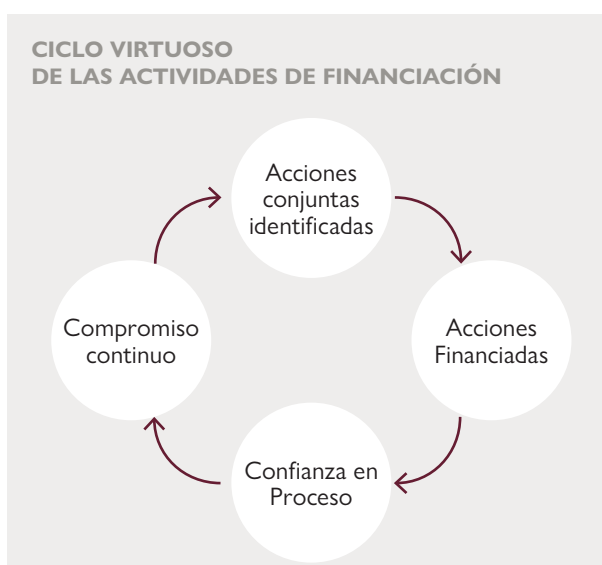 CICLO VIRTUOSO
DE LAS ACTIVIDADES DE FINANCIACIÓN
Acciones
conjuntas
identificadas
Acciones
Financiadas
Confianza en
Proceso
Compromiso
continuo